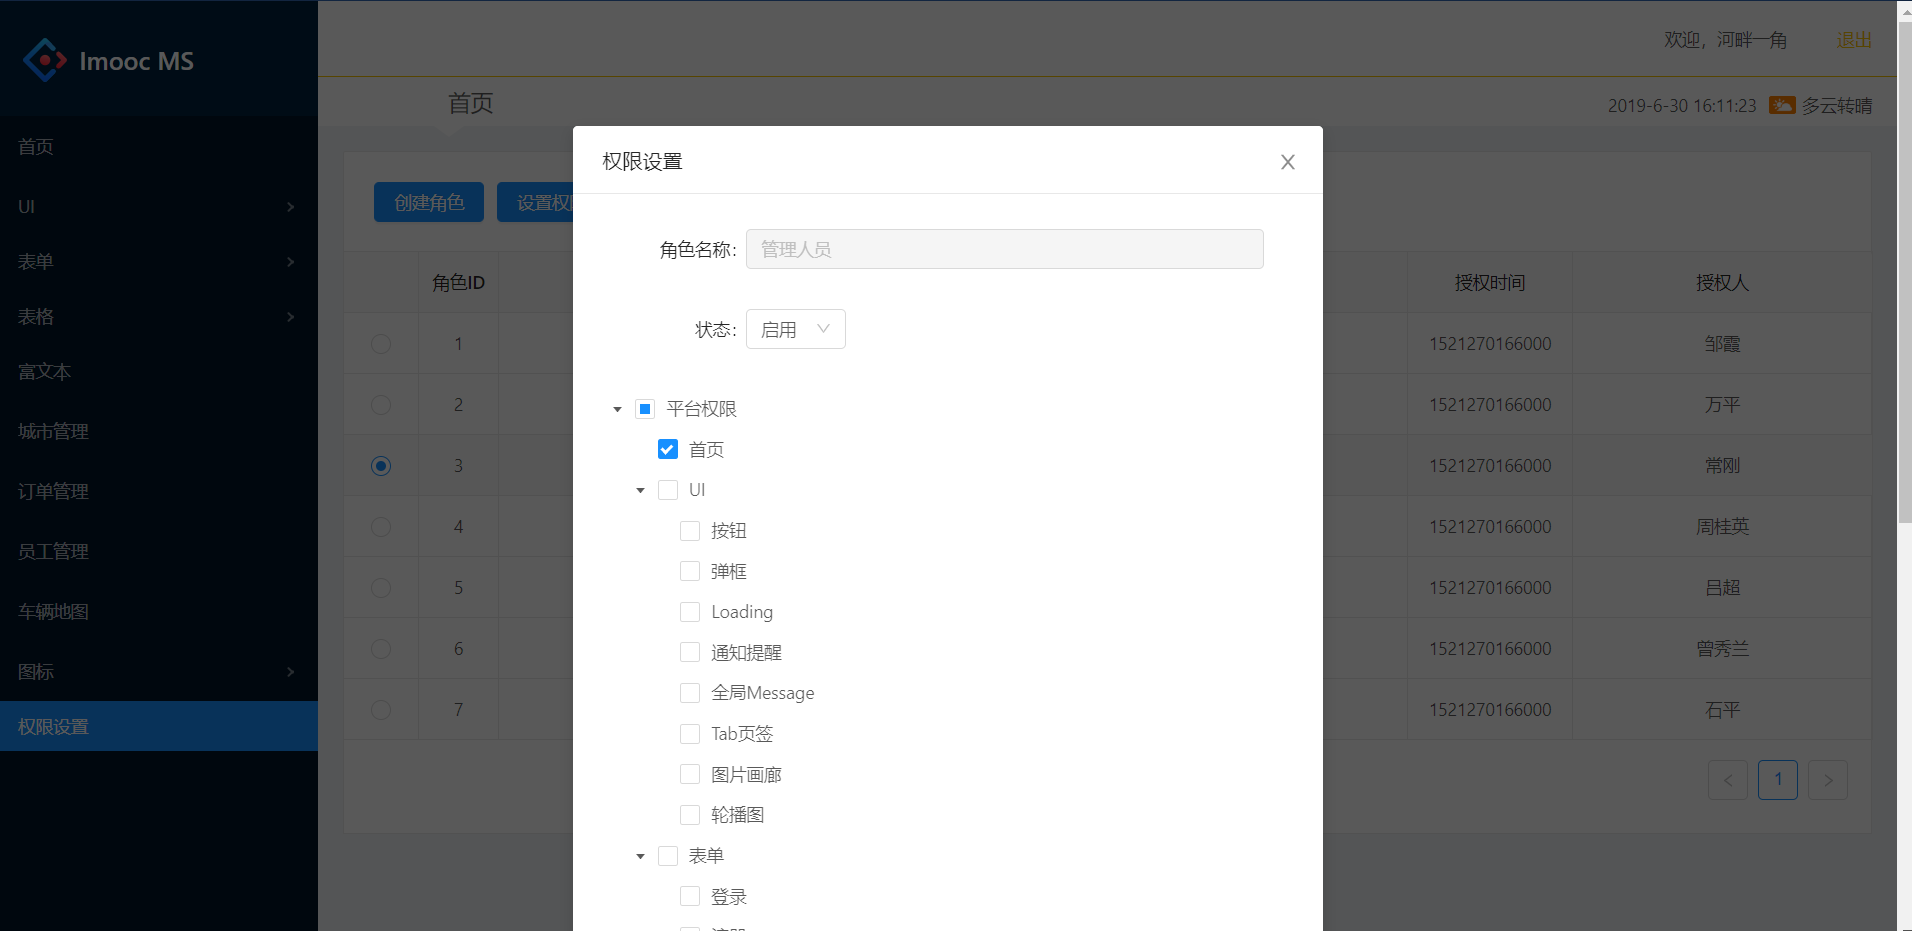 Imooc MS
欢迎，河畔一角
退出
首页
2019-6-30 16:11:23
多云转晴
首页
UI
表单
表格
富文本
城市管理
订单管理
员工管理
车辆地图
图标
权限设置
创建角色
设置权
角色ID
授权时间
授权人
1
1521270166000
邹霞
2
1521270166000
万平
3
1521270166000
常刚
4
1521270166000
周桂英
5
1521270166000
吕超
6
1521270166000
曾秀兰
7
1521270166000
石平
1
权限设置
角色名称:
管理人员
状态:
启用
平台权限
首页
UI
按钮
弹框
Loading
通知提醒
全局Message
Tab页签
图片画廊
轮播图
表单
登录